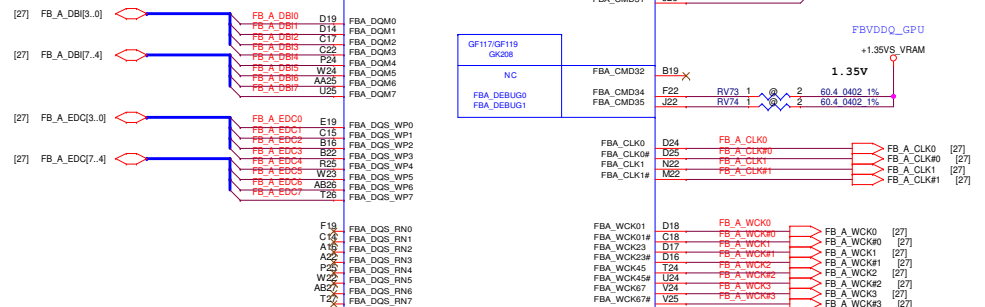 [27] FB_A_DBI[3..0]
FB_A_DBI0 D19 FBA_DQM0
FB_A_DBI1 D14 FBA_DQM1
FB_A_DBI2 C17 FBA_DQM2
FB_A_DBI3 C22 FBA_DQM3
[27] FB_A_DBI[7..4]
FB_A_DBI4 P24 FBA_DQM4
FB_A_DBI5 W24 FBA_DQM5
FB_A_DBI6 AA25 FBA_DQM6
FB_A_DBI7 U25 FBA_DQM7
[27] FB_A_EDC[3..0]
FB_A_EDC0 E19 FBA_DQS_WP0
FB_A_EDC1 C15 FBA_DQS_WP1
FB_A_EDC2 B16 FBA_DQS_WP2
FB_A_EDC3 B22 FBA_DQS_WP3
[27] FB_A_EDC[7..4]
FB_A_EDC4 R25 FBA_DQS_WP4
FB_A_EDC5 W23 FBA_DQS_WP5
FB_A_EDC6 AB26 FBA_DQS_WP6
FB_A_EDC7 T26 FBA_DQS_WP7
F19 FBA_DQS_RN0
C14 FBA_DQS_RN1
A16 FBA_DQS_RN2
A22 FBA_DQS_RN3
P25 FBA_DQS_RN4
W22 FBA_DQS_RN5
AB27 FBA_DQS_RN6
T27 FBA_DQS_RN7
GF117/GF119
GK208
NC
FBA_DEBUG0
FBA_DEBUG1
FBVDDQ_GPU
+1.35VS_VRAM
1.35V
FBA_CMD32 B19
FBA_CMD34 F22 RV73 1 @ 2 60.4_0402_1%
FBA_CMD35 J22 RV74 1 @ 2 60.4_0402_1%
FBA_CLK0 D24 FB_A_CLK0 FB_A_CLK0 [27]
FBA_CLK0# D25 FB_A_CLK#0 FB_A_CLK#0 [27]
FBA_CLK1 N22 FB_A_CLK1 FB_A_CLK1 [27]
FBA_CLK1# M22 FB_A_CLK#1 FB_A_CLK#1 [27]
FBA_WCK01 D18 FB_A_WCK0 FB_A_WCK0 [27]
FBA_WCK01# C18 FB_A_WCK#0 FB_A_WCK#0 [27]
FBA_WCK23 D17 FB_A_WCK1 FB_A_WCK1 [27]
FBA_WCK23# D16 FB_A_WCK#1 FB_A_WCK#1 [27]
FBA_WCK45 T24 FB_A_WCK2 FB_A_WCK2 [27]
FBA_WCK45# U24 FB_A_WCK#2 FB_A_WCK#2 [27]
FBA_WCK67 V24 FB_A_WCK3 FB_A_WCK3 [27]
FBA_WCK67# V25 FB_A_WCK#3 FB_A_WCK#3 [27]